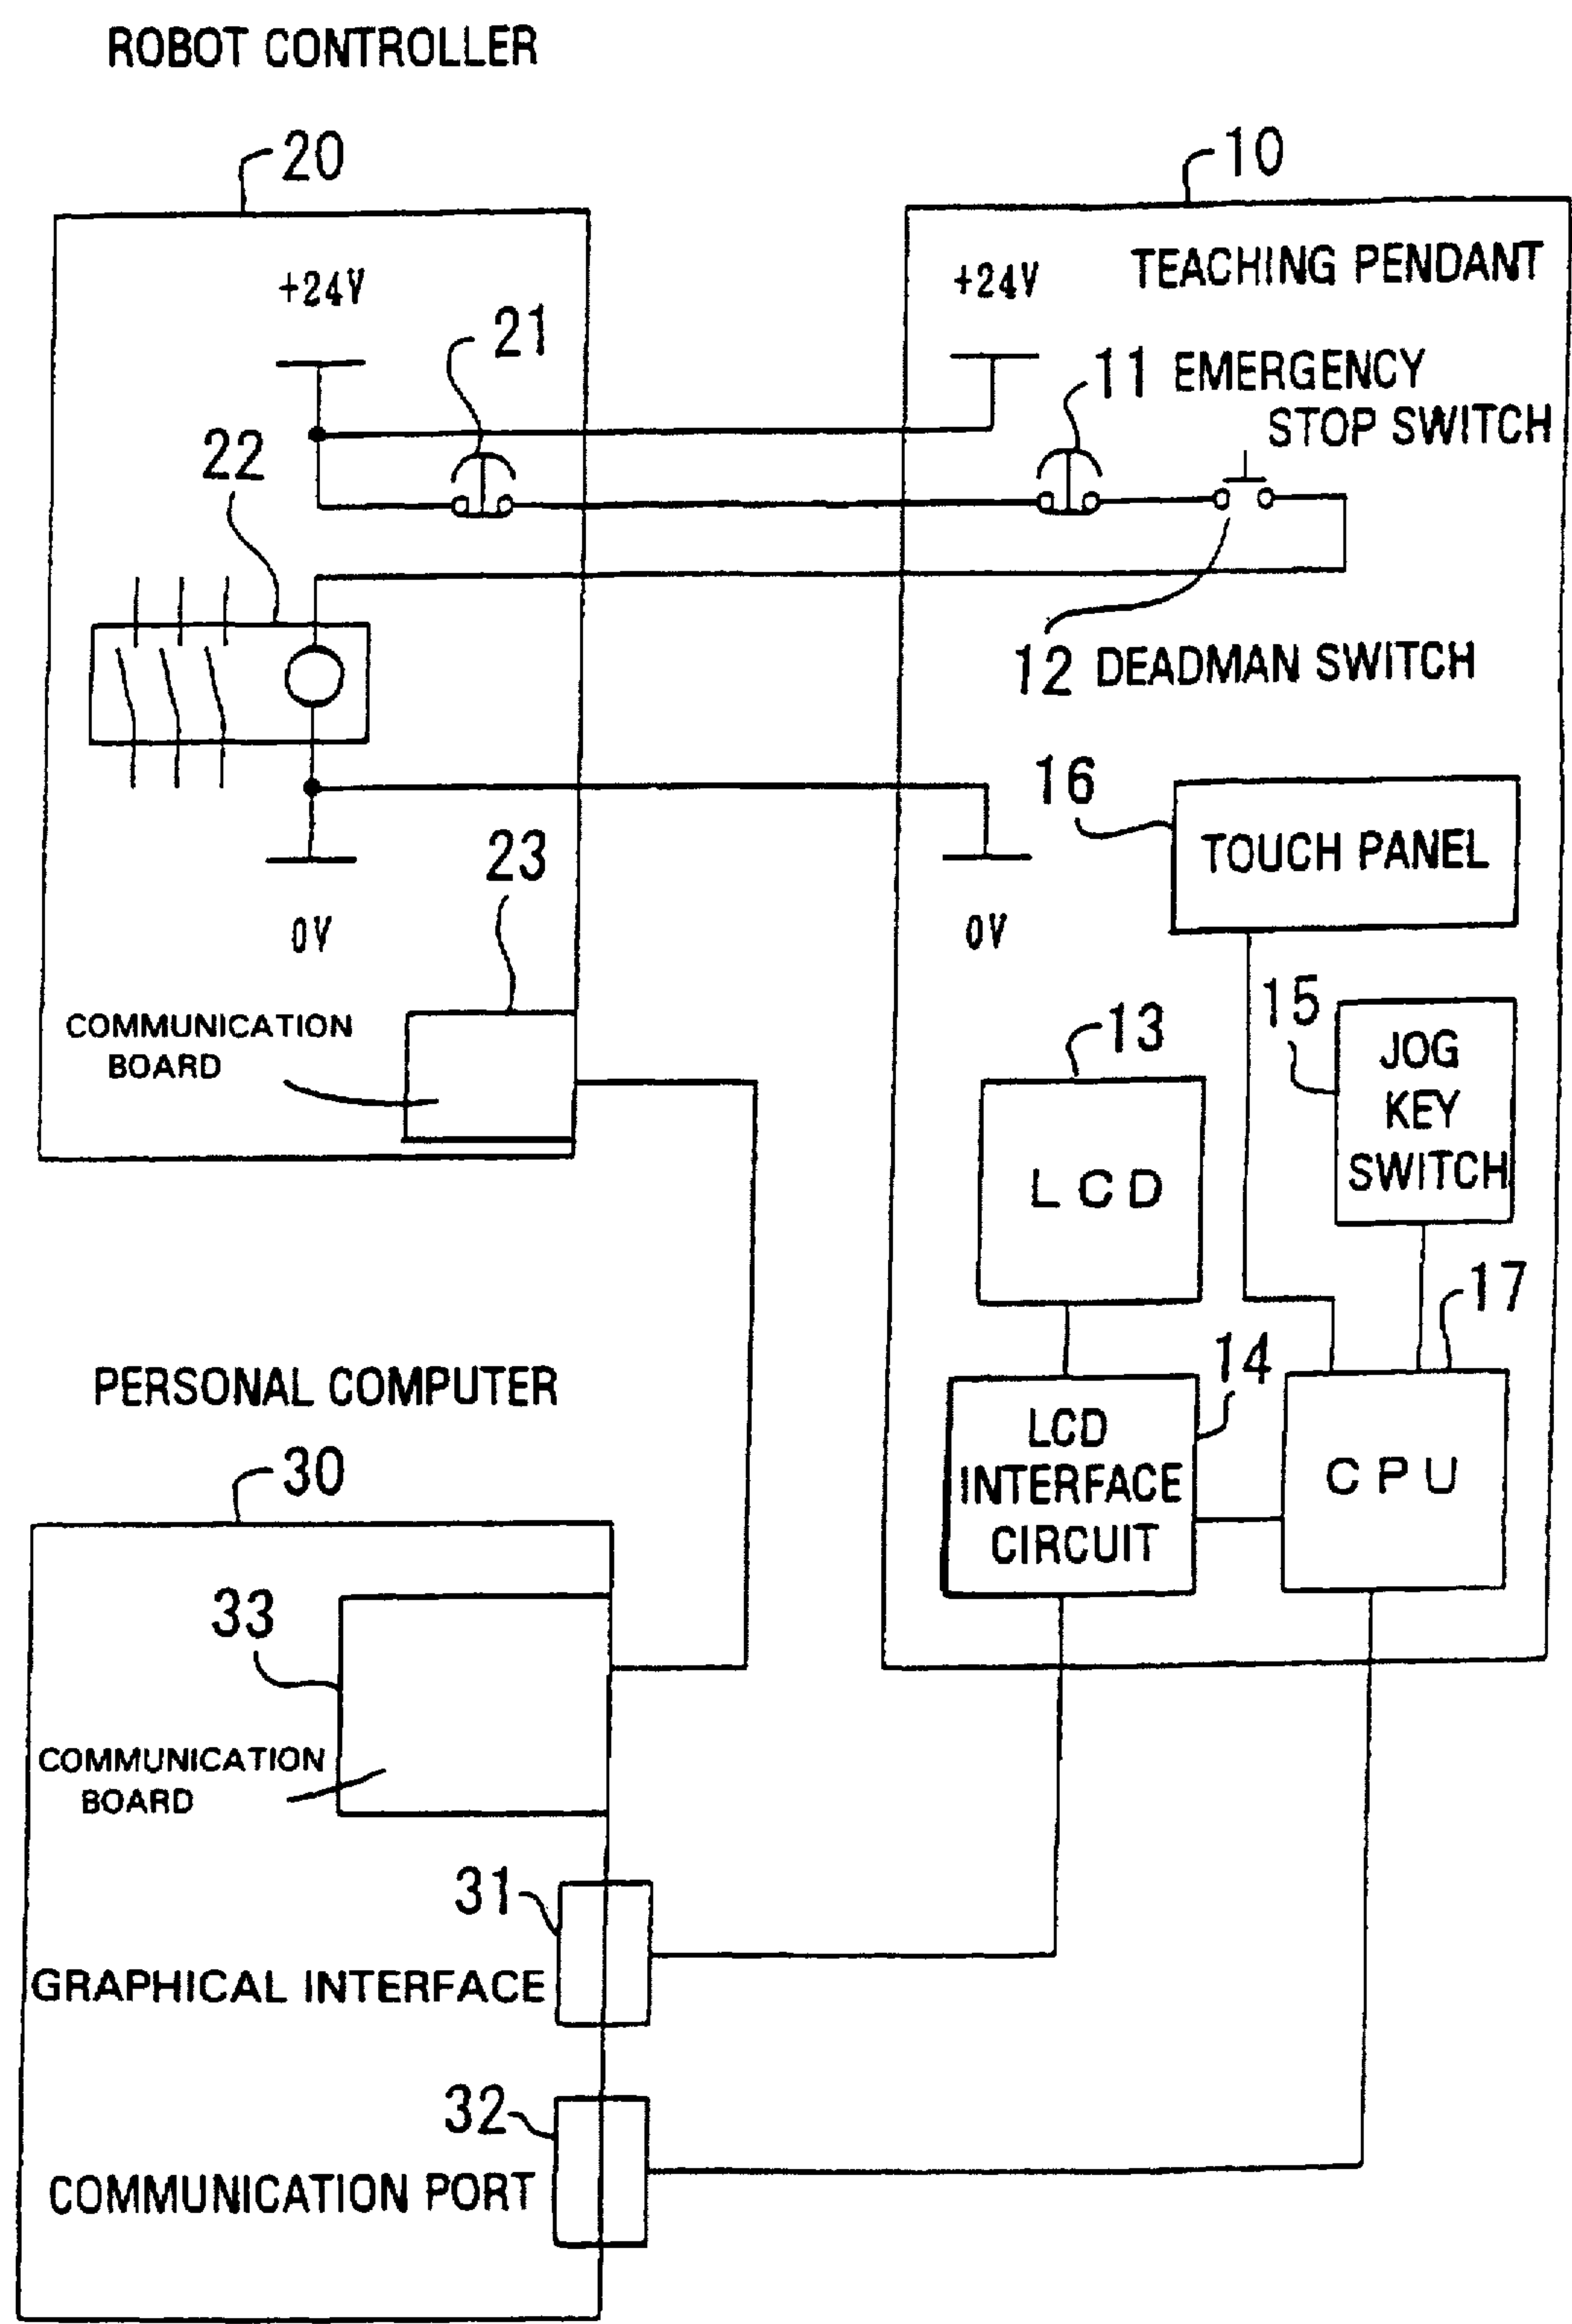 ROBOT CONTROLLER
20
+24V
21
22
0V
23
COMMUNICATION
BOARD
10
TEACHING PENDANT
+24V
11 EMERGENCY
STOP SWITCH
12 DEADMAN SWITCH
16
TOUCH PANEL
0V
15
JOG
KEY
SWITCH
13
LCD
17
14
LCD
INTERFACE
CIRCUIT
CPU
PERSONAL COMPUTER
30
33
COMMUNICATION
BOARD
31
GRAPHICAL INTERFACE
32
COMMUNICATION PORT